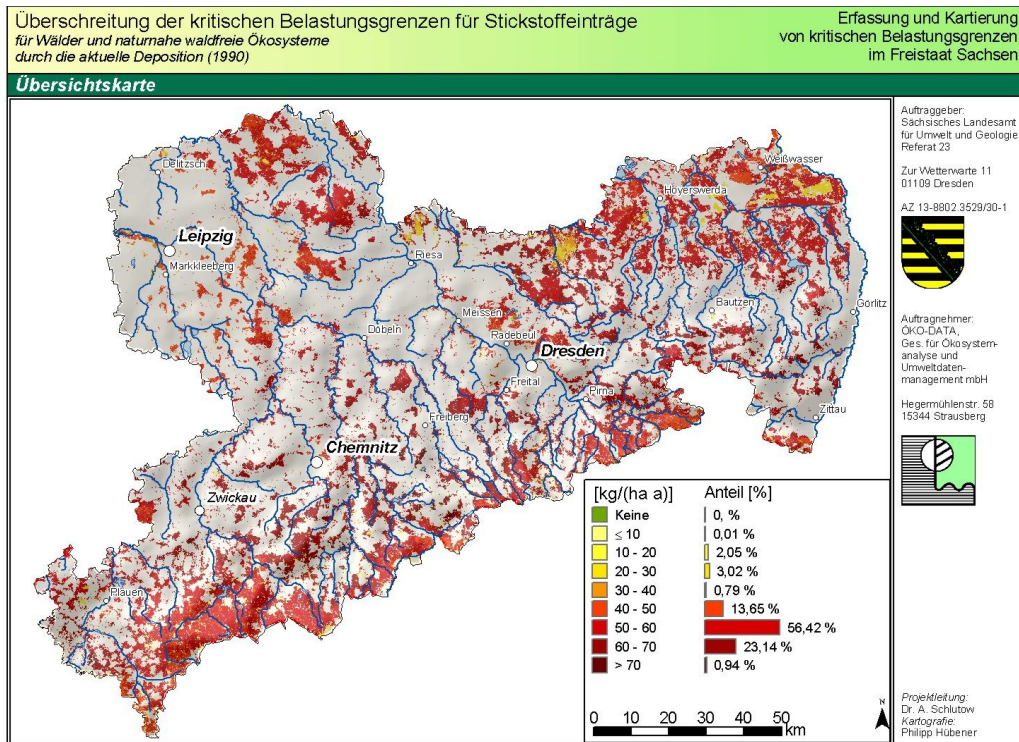 Überschreitung der kritischen Belastungsgrenzen für Stickstoffeinträge
für Wälder und naturnahe waldfreie Ökosysteme
durch die aktuelle Deposition (1990)
Erfassung und Kartierung
von kritischen Belastungsgrenzen
im Freistaat Sachsen
Übersichtskarte
Delitzsch
Leipzig
Markkleeberg
Riesa
Döbeln
Meissen
Radebeul
Dresden
Freital
Pirna
Freiberg
Chemnitz
Zwickau
Plauen
Hoyerswerda
Weißwasser
Bautzen
Görlitz
Zittau
[kg/(ha a)] Anteil [%]
Keine 0, %
≤ 10 0,01 %
10 - 20 2,05 %
20 - 30 3,02 %
30 - 40 0,79 %
40 - 50 13,65 %
50 - 60 56,42 %
60 - 70 23,14 %
> 70 0,94 %
0 10 20 30 40 50
km
N
Auftraggeber:
Sächsisches Landesamt
für Umwelt und Geologie
Referat 23
Zur Wetterwarte 11
01109 Dresden
AZ 13-8802.3529/30-1
Auftragnehmer:
ÖKO-DATA,
Ges. für Ökosystem-
analyse und
Umweltdaten-
management mbH
Hegermühlenstr. 58
15344 Strausberg
Projektleitung:
Dr. A. Schlutow
Kartografie:
Philipp Hübener